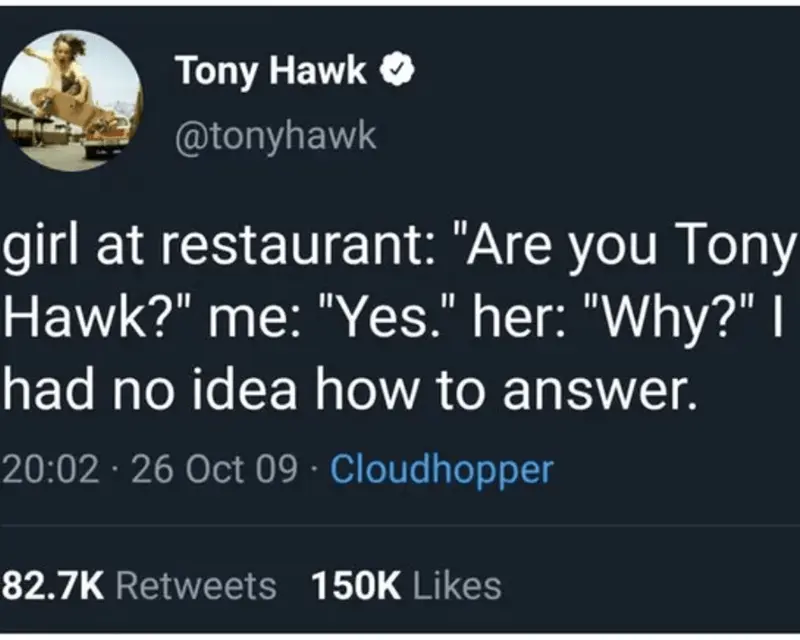 Tony Hawk
@tonyhawk
girl at restaurant: "Are you Tony
Hawk?" me: "Yes." her: "Why?" I
had no idea how to answer.
20:02 · 26 Oct 09 · Cloudhopper
82.7K Retweets 150K Likes